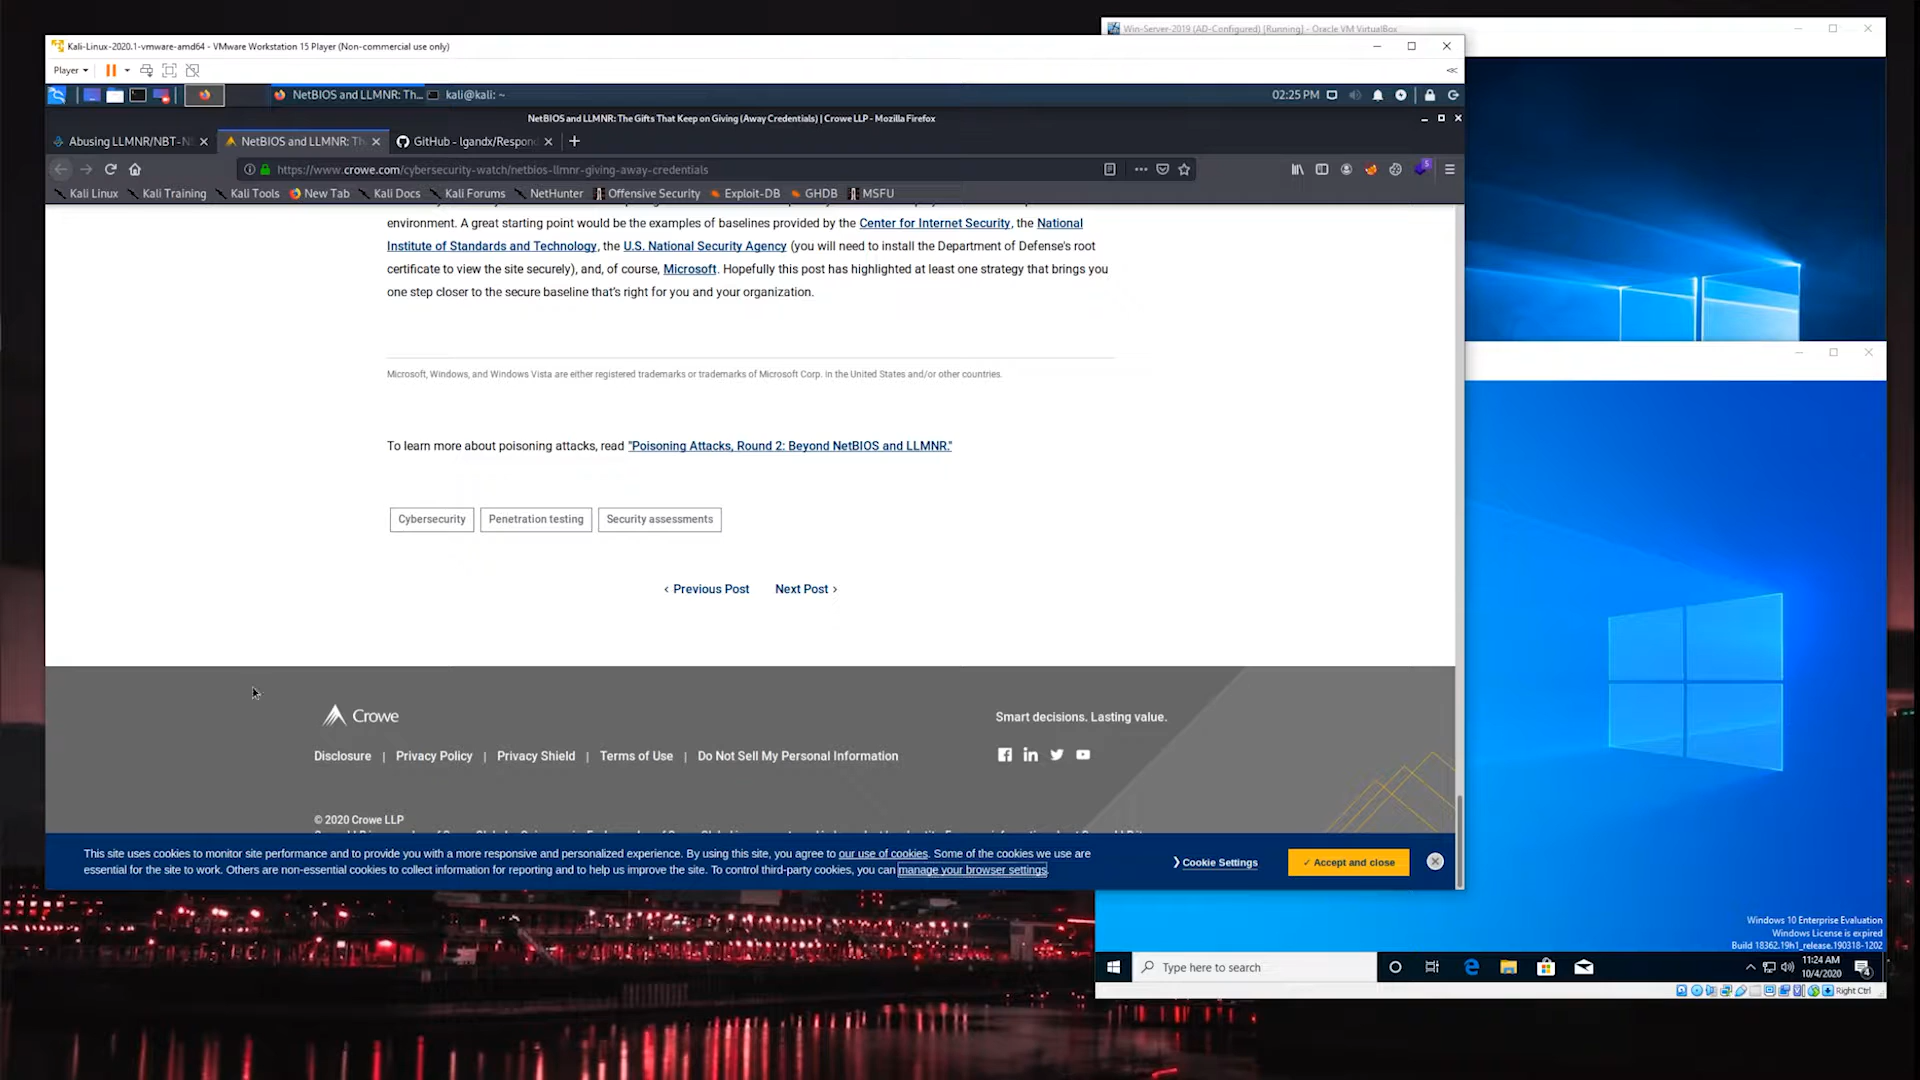 Win-Server-2019 (AD-Configured) [Running] - Oracle VM VirtualBox
Kali-Linux-2020.1-vmware-amd64 - VMware Workstation 15 Player (Non-commercial use only)
Player
NetBIOS and LLMNR: Th...
kali@kali: ~
02:25 PM
NetBIOS and LLMNR: The Gifts That Keep on Giving (Away Credentials) | Crowe LLP - Mozilla Firefox
Abusing LLMNR/NBT-N
NetBIOS and LLMNR: Th
GitHub - lgandx/Respond
https://www.crowe.com/cybersecurity-watch/netbios-llmnr-giving-away-credentials
5
Kali Linux
Kali Training
Kali Tools
New Tab
Kali Docs
Kali Forums
NetHunter
Offensive Security
Exploit-DB
GHDB
MSFU
environment. A great starting point would be the examples of baselines provided by the Center for Internet Security, the National
Institute of Standards and Technology, the U.S. National Security Agency (you will need to install the Department of Defense's root
certificate to view the site securely), and, of course, Microsoft. Hopefully this post has highlighted at least one strategy that brings you
one step closer to the secure baseline that's right for you and your organization.
Microsoft, Windows, and Windows Vista are either registered trademarks or trademarks of Microsoft Corp. in the United States and/or other countries.
To learn more about poisoning attacks, read "Poisoning Attacks, Round 2: Beyond NetBIOS and LLMNR."
Cybersecurity
Penetration testing
Security assessments
‹ Previous Post
Next Post ›
Crowe
Smart decisions. Lasting value.
Disclosure | Privacy Policy | Privacy Shield | Terms of Use | Do Not Sell My Personal Information
© 2020 Crowe LLP
This site uses cookies to monitor site performance and to provide you with a more responsive and personalized experience. By using this site, you agree to our use of cookies. Some of the cookies we use are
essential for the site to work. Others are non-essential cookies to collect information for reporting and to help us improve the site. To control third-party cookies, you can manage your browser settings.
❯ Cookie Settings
✓ Accept and close
Windows 10 Enterprise Evaluation
Windows License is expired
Build 18362.19h1_release.190318-1202
Type here to search
11:24 AM
10/4/2020
4
Right Ctrl